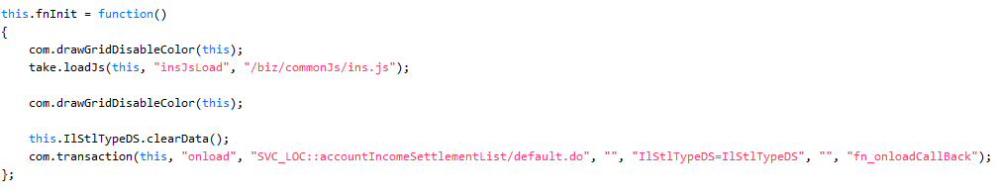 this.fnInit = function()
{
    com.drawGridDisableColor(this);
    take.loadJs(this, "insJsLoad", "/biz/commonJs/ins.js");

    com.drawGridDisableColor(this);

    this.IlStlTypeDS.clearData();
    com.transaction(this, "onload", "SVC_LOC::accountIncomeSettlementList/default.do", "", "IlStlTypeDS=IlStlTypeDS", "", "fn_onloadCallBack");
};